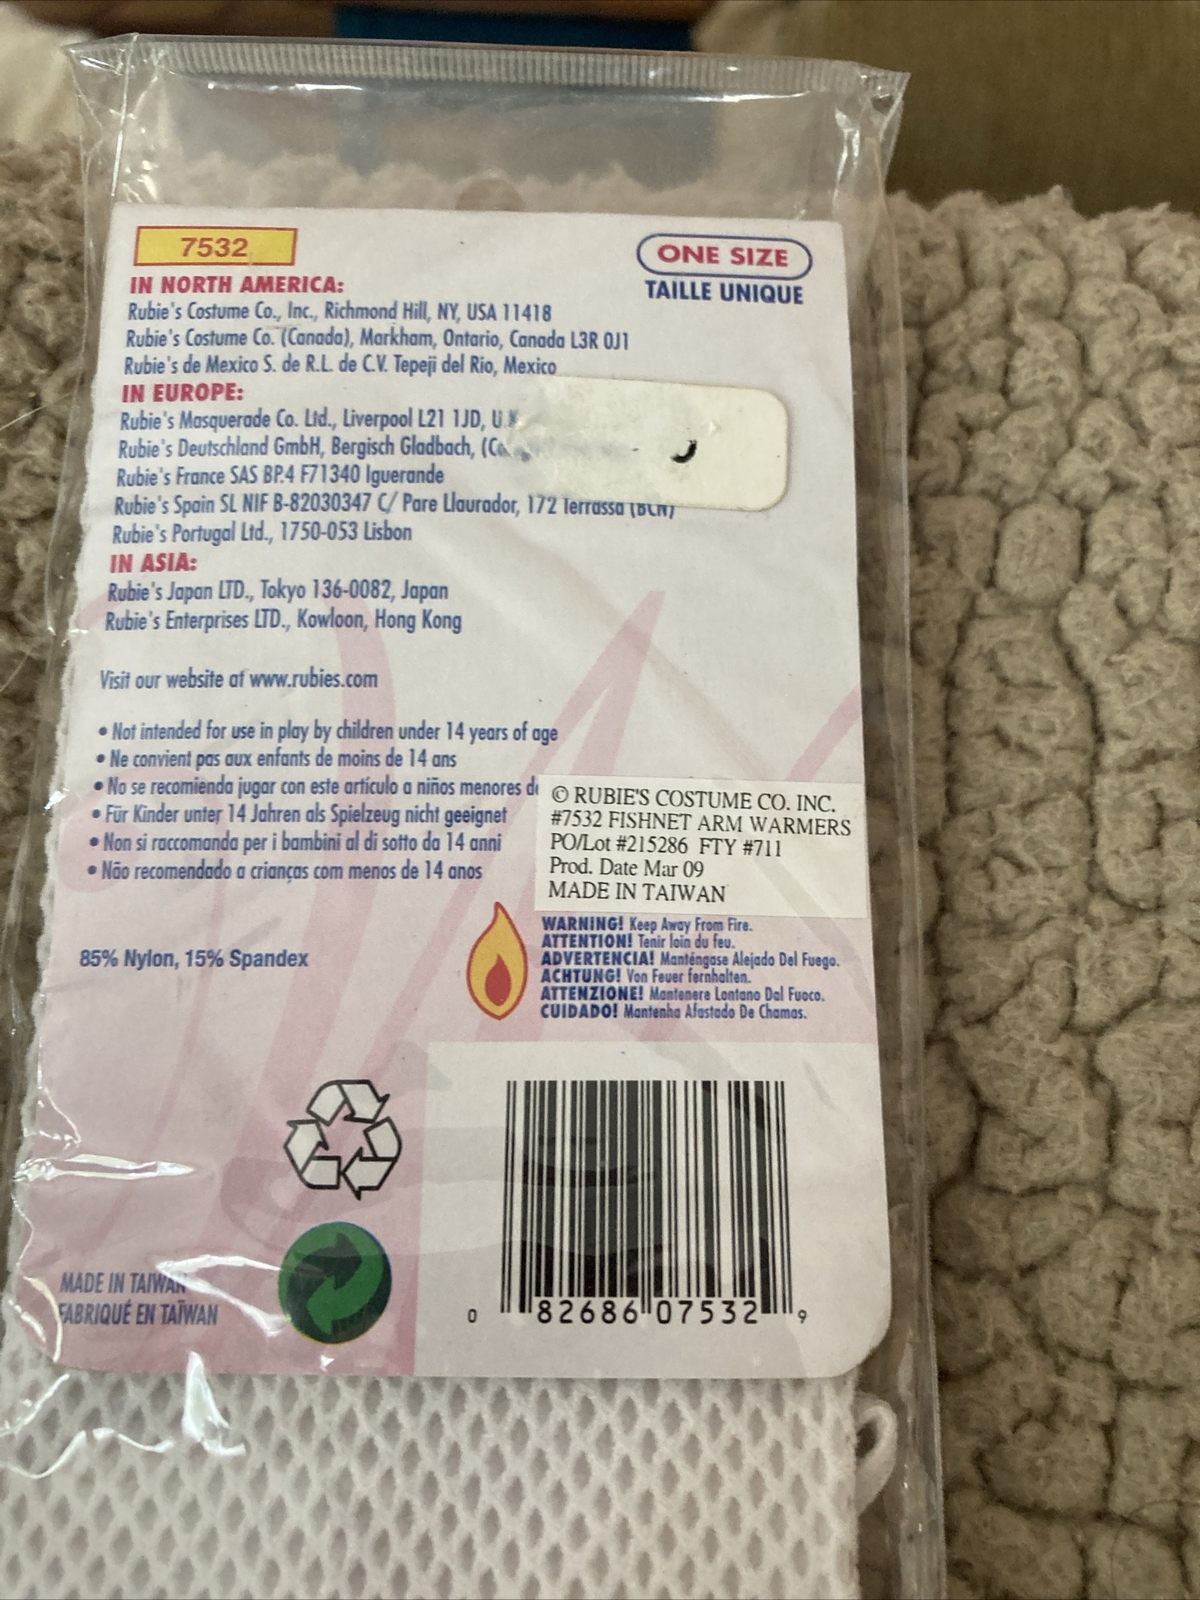 7532
ONE SIZE
TAILLE UNIQUE
IN NORTH AMERICA:
Rubie's Costume Co., Inc., Richmond Hill, NY, USA 11418
Rubie's Costume Co. (Canada), Markham, Ontario, Canada L3R 0J1
Rubie's de Mexico S. de R.L. de C.V. Tepeji del Rio, Mexico
IN EUROPE:
Rubie's Masquerade Co. Ltd., Liverpool L21 1JD, U.K
Rubie's Deutschland GmbH, Bergisch Gladbach,
Rubie's France SAS BP.4 F71340 Iguerande
Rubie's Spain SL NIF B-82030347 C/ Pare Llaurador, 172 Terrassa (BCN)
Rubie's Portugal Ltd., 1750-053 Lisbon
IN ASIA:
Rubie's Japan LTD., Tokyo 136-0082, Japan
Rubie's Enterprises LTD., Kowloon, Hong Kong
Visit our website at www.rubies.com
• Not intended for use in play by children under 14 years of age
• Ne convient pas aux enfants de moins de 14 ans
• No se recomienda jugar con este artículo a niños menores de
• Für Kinder unter 14 Jahren als Spielzeug nicht geeignet
• Non si raccomanda per i bambini al di sotto da 14 anni
• Não recomendado a crianças com menos de 14 anos
© RUBIE'S COSTUME CO. INC.
#7532 FISHNET ARM WARMERS
PO/Lot #215286 FTY #711
Prod. Date Mar 09
MADE IN TAIWAN
85% Nylon, 15% Spandex
WARNING! Keep Away From Fire.
ATTENTION! Tenir loin du feu.
ADVERTENCIA! Manténgase Alejado Del Fuego.
ACHTUNG! Von Feuer fernhalten.
ATTENZIONE! Mantenere Lontano Dal Fuoco.
CUIDADO! Mantenha Afastado De Chamas.
MADE IN TAIWAN
FABRIQUÉ EN TAÏWAN
0 82686 07532 9